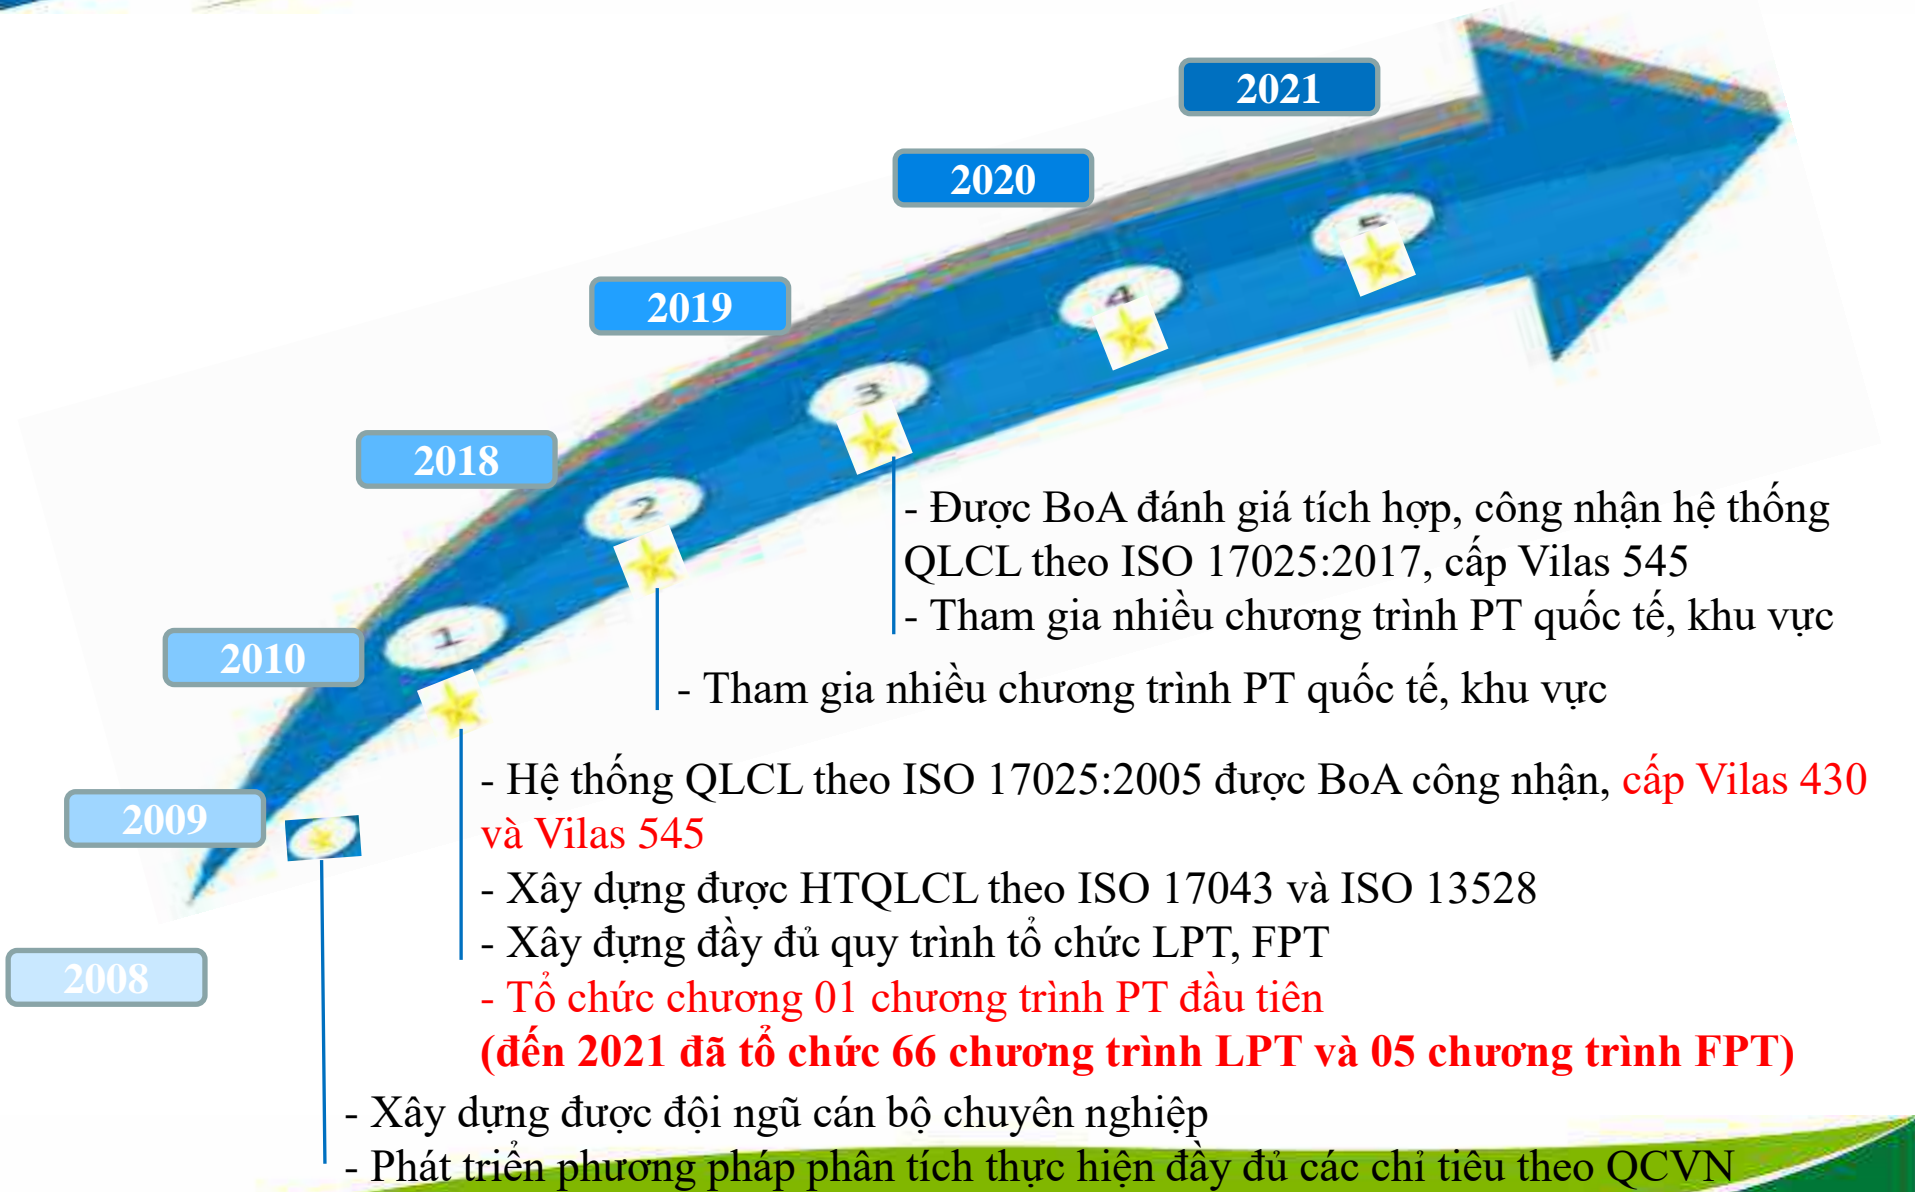 2021
2020
2019
2018
2010
2009
2008
5
4
3
2
1
- Được BoA đánh giá tích hợp, công nhận hệ thống
QLCL theo ISO 17025:2017, cấp Vilas 545
- Tham gia nhiều chương trình PT quốc tế, khu vực
- Tham gia nhiều chương trình PT quốc tế, khu vực
- Hệ thống QLCL theo ISO 17025:2005 được BoA công nhận, cấp Vilas 430
và Vilas 545
- Xây dựng được HTQLCL theo ISO 17043 và ISO 13528
- Xây đựng đầy đủ quy trình tổ chức LPT, FPT
- Tổ chức chương 01 chương trình PT đầu tiên
(đến 2021 đã tổ chức 66 chương trình LPT và 05 chương trình FPT)
- Xây dựng được đội ngũ cán bộ chuyên nghiệp
- Phát triển phương pháp phân tích thực hiện đầy đủ các chỉ tiêu theo QCVN